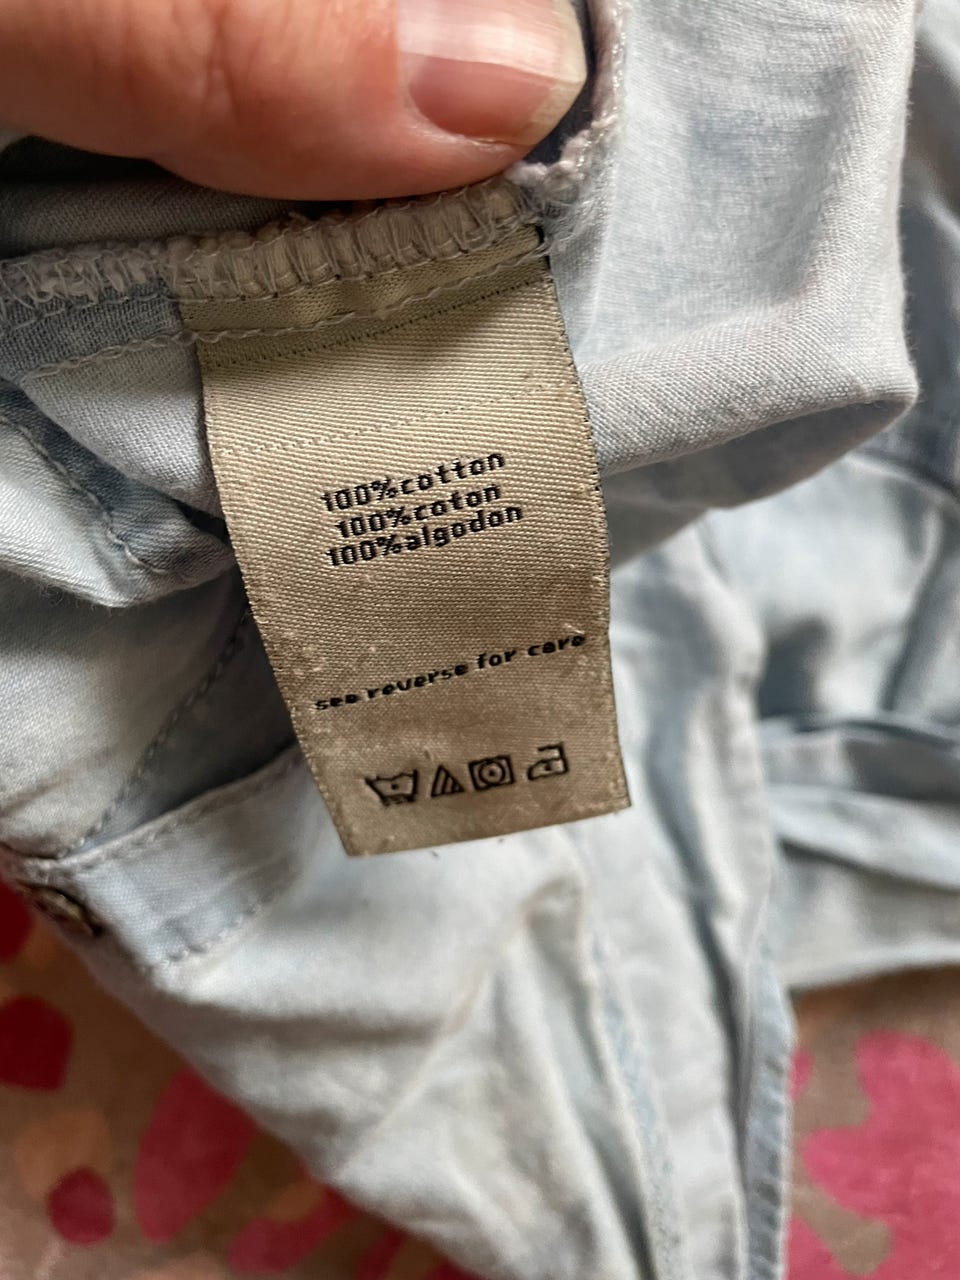 100%cotton
100%coton
100%algodon
see reverse for care